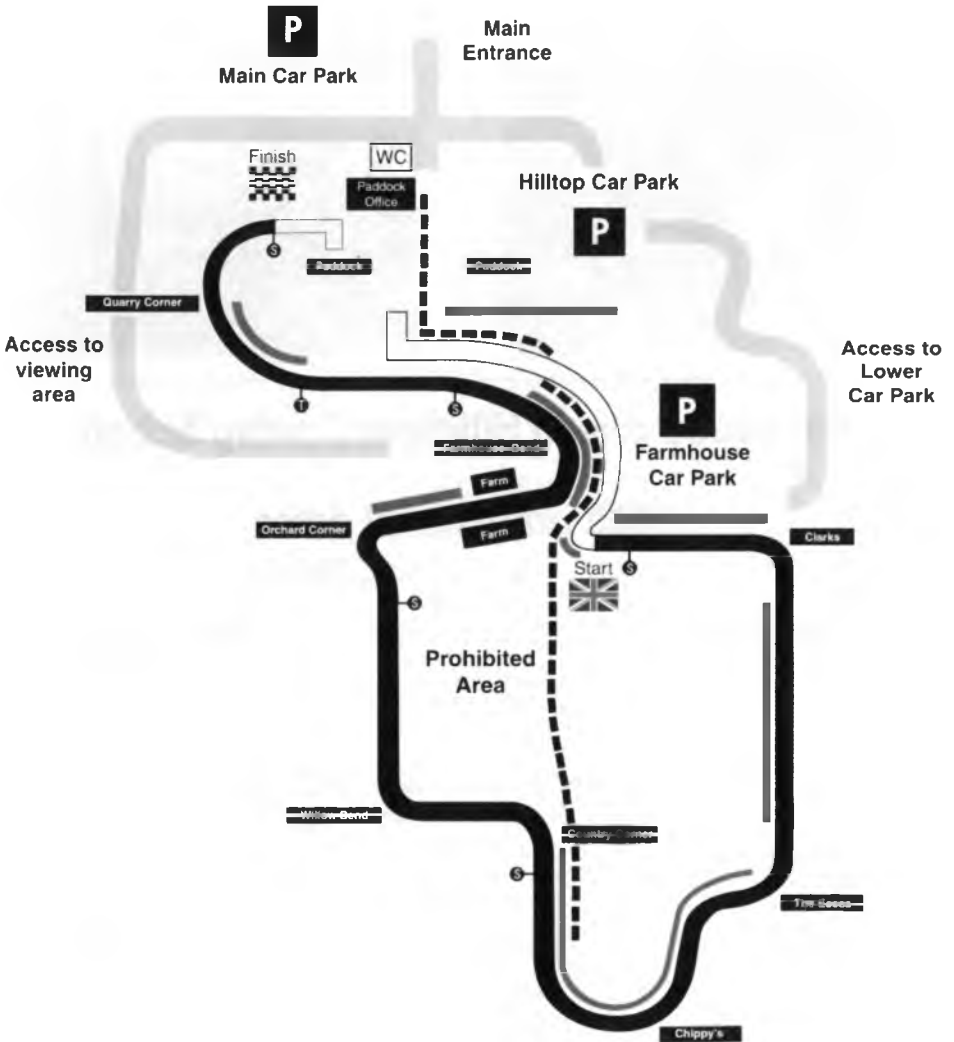 P
Main Car Park
Main
Entrance
Finish
WC
Paddock
Office
Hilltop Car Park
P
Paddock
Paddock
Quarry Corner
Access to
viewing
area
Access to
Lower
Car Park
S
T
S
P
Farmhouse
Car Park
Farmhouse Bend
Farm
Orchard Corner
Farm
Clarks
Start
S
S
Prohibited
Area
Willow Bend
Country Corner
S
The Esses
Chippy's